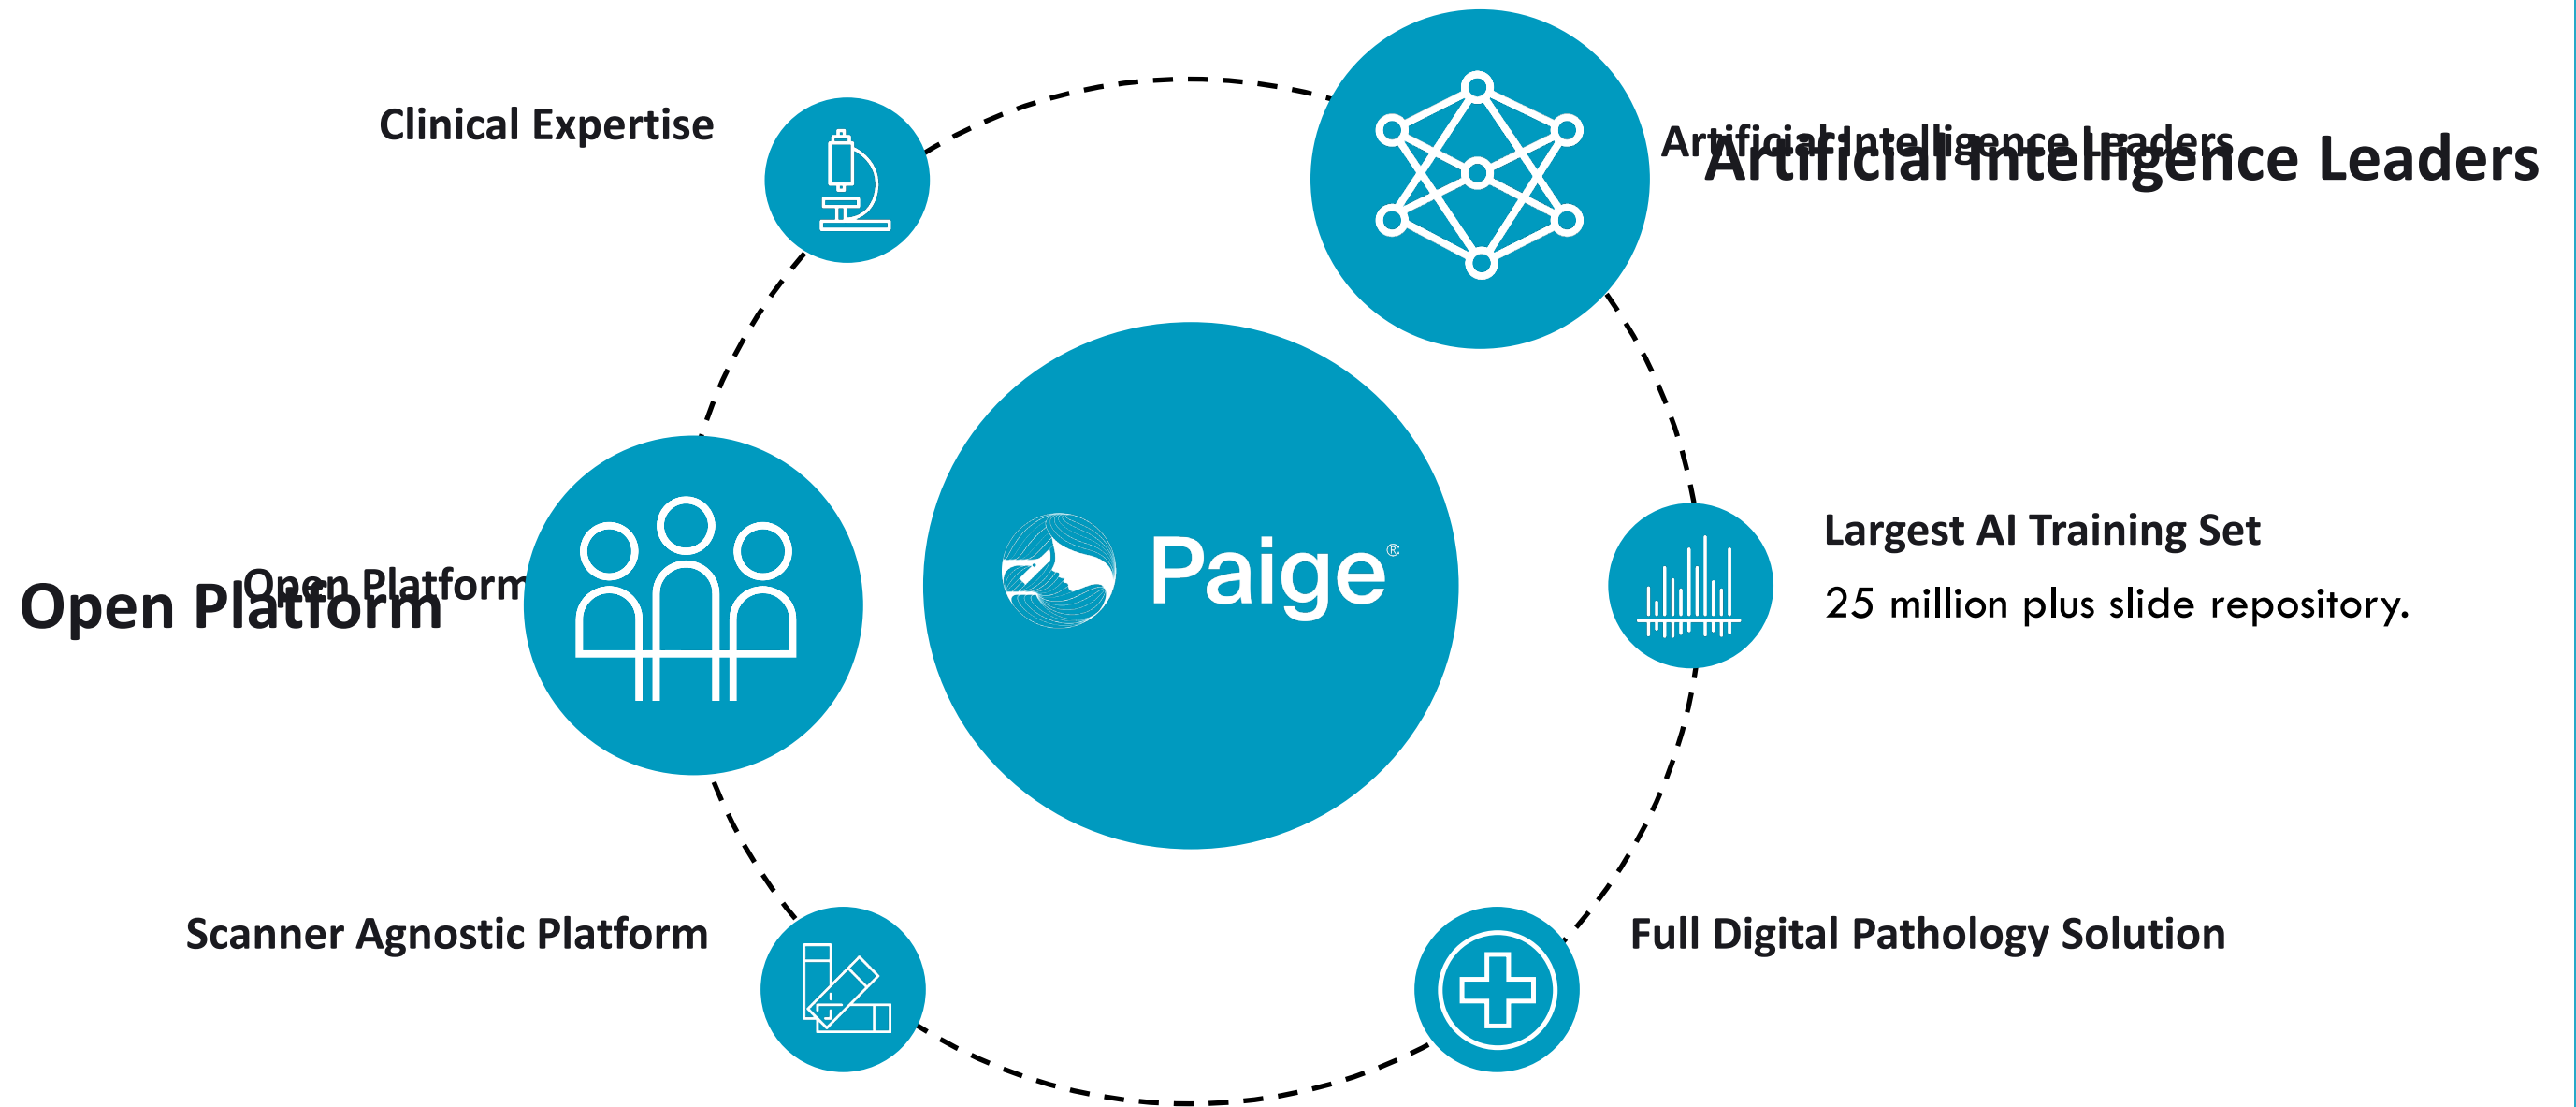 Clinical Expertise
Artificial Intelligence Leaders
Artificial Intelligence Leaders
Largest AI Training Set
25 million plus slide repository.
Open Platform
Open Platform
Paige®
Scanner Agnostic Platform
Full Digital Pathology Solution